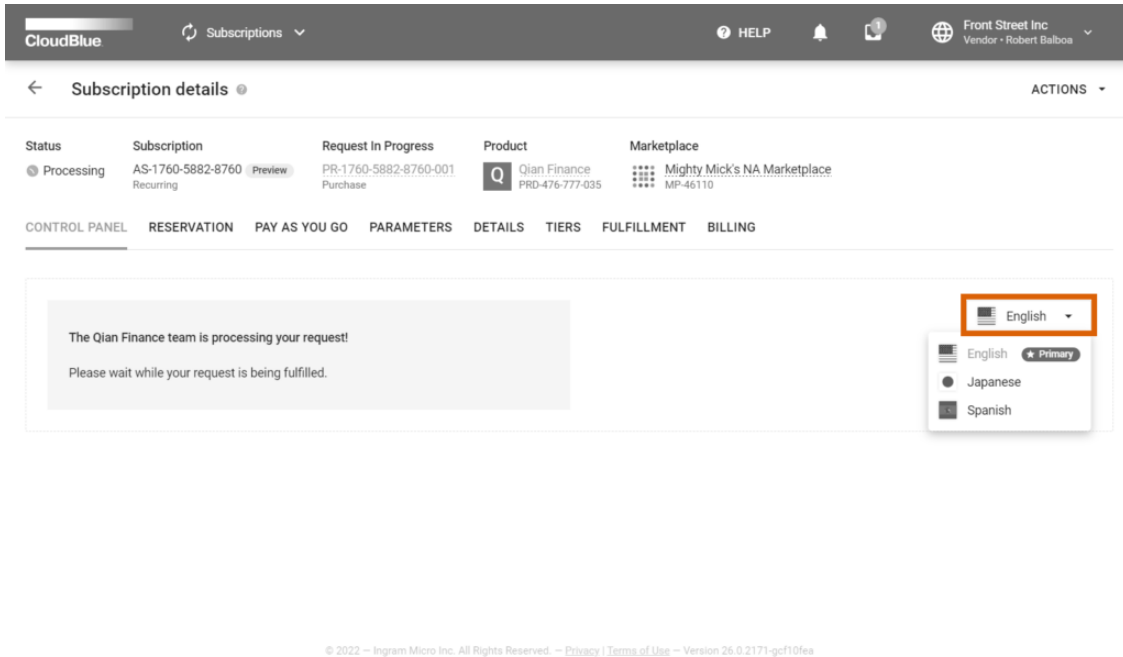 CloudBlue.
Subscriptions
HELP
1
Front Street Inc
Vendor • Robert Balboa
Subscription details
ACTIONS
Status
Subscription
Request In Progress
Product
Marketplace
Processing
AS-1760-5882-8760 Preview
Recurring
PR-1760-5882-8760-001
Purchase
Q
Qian Finance
PRD-476-777-035
Mighty Mick's NA Marketplace
MP-46110
CONTROL PANEL RESERVATION PAY AS YOU GO PARAMETERS DETAILS TIERS FULFILLMENT BILLING
English
The Qian Finance team is processing your request!
Please wait while your request is being fulfilled.
English ★ Primary
Japanese
Spanish
© 2022 — Ingram Micro Inc. All Rights Reserved. — Privacy | Terms of Use — Version 26.0.2171-gcf10fea